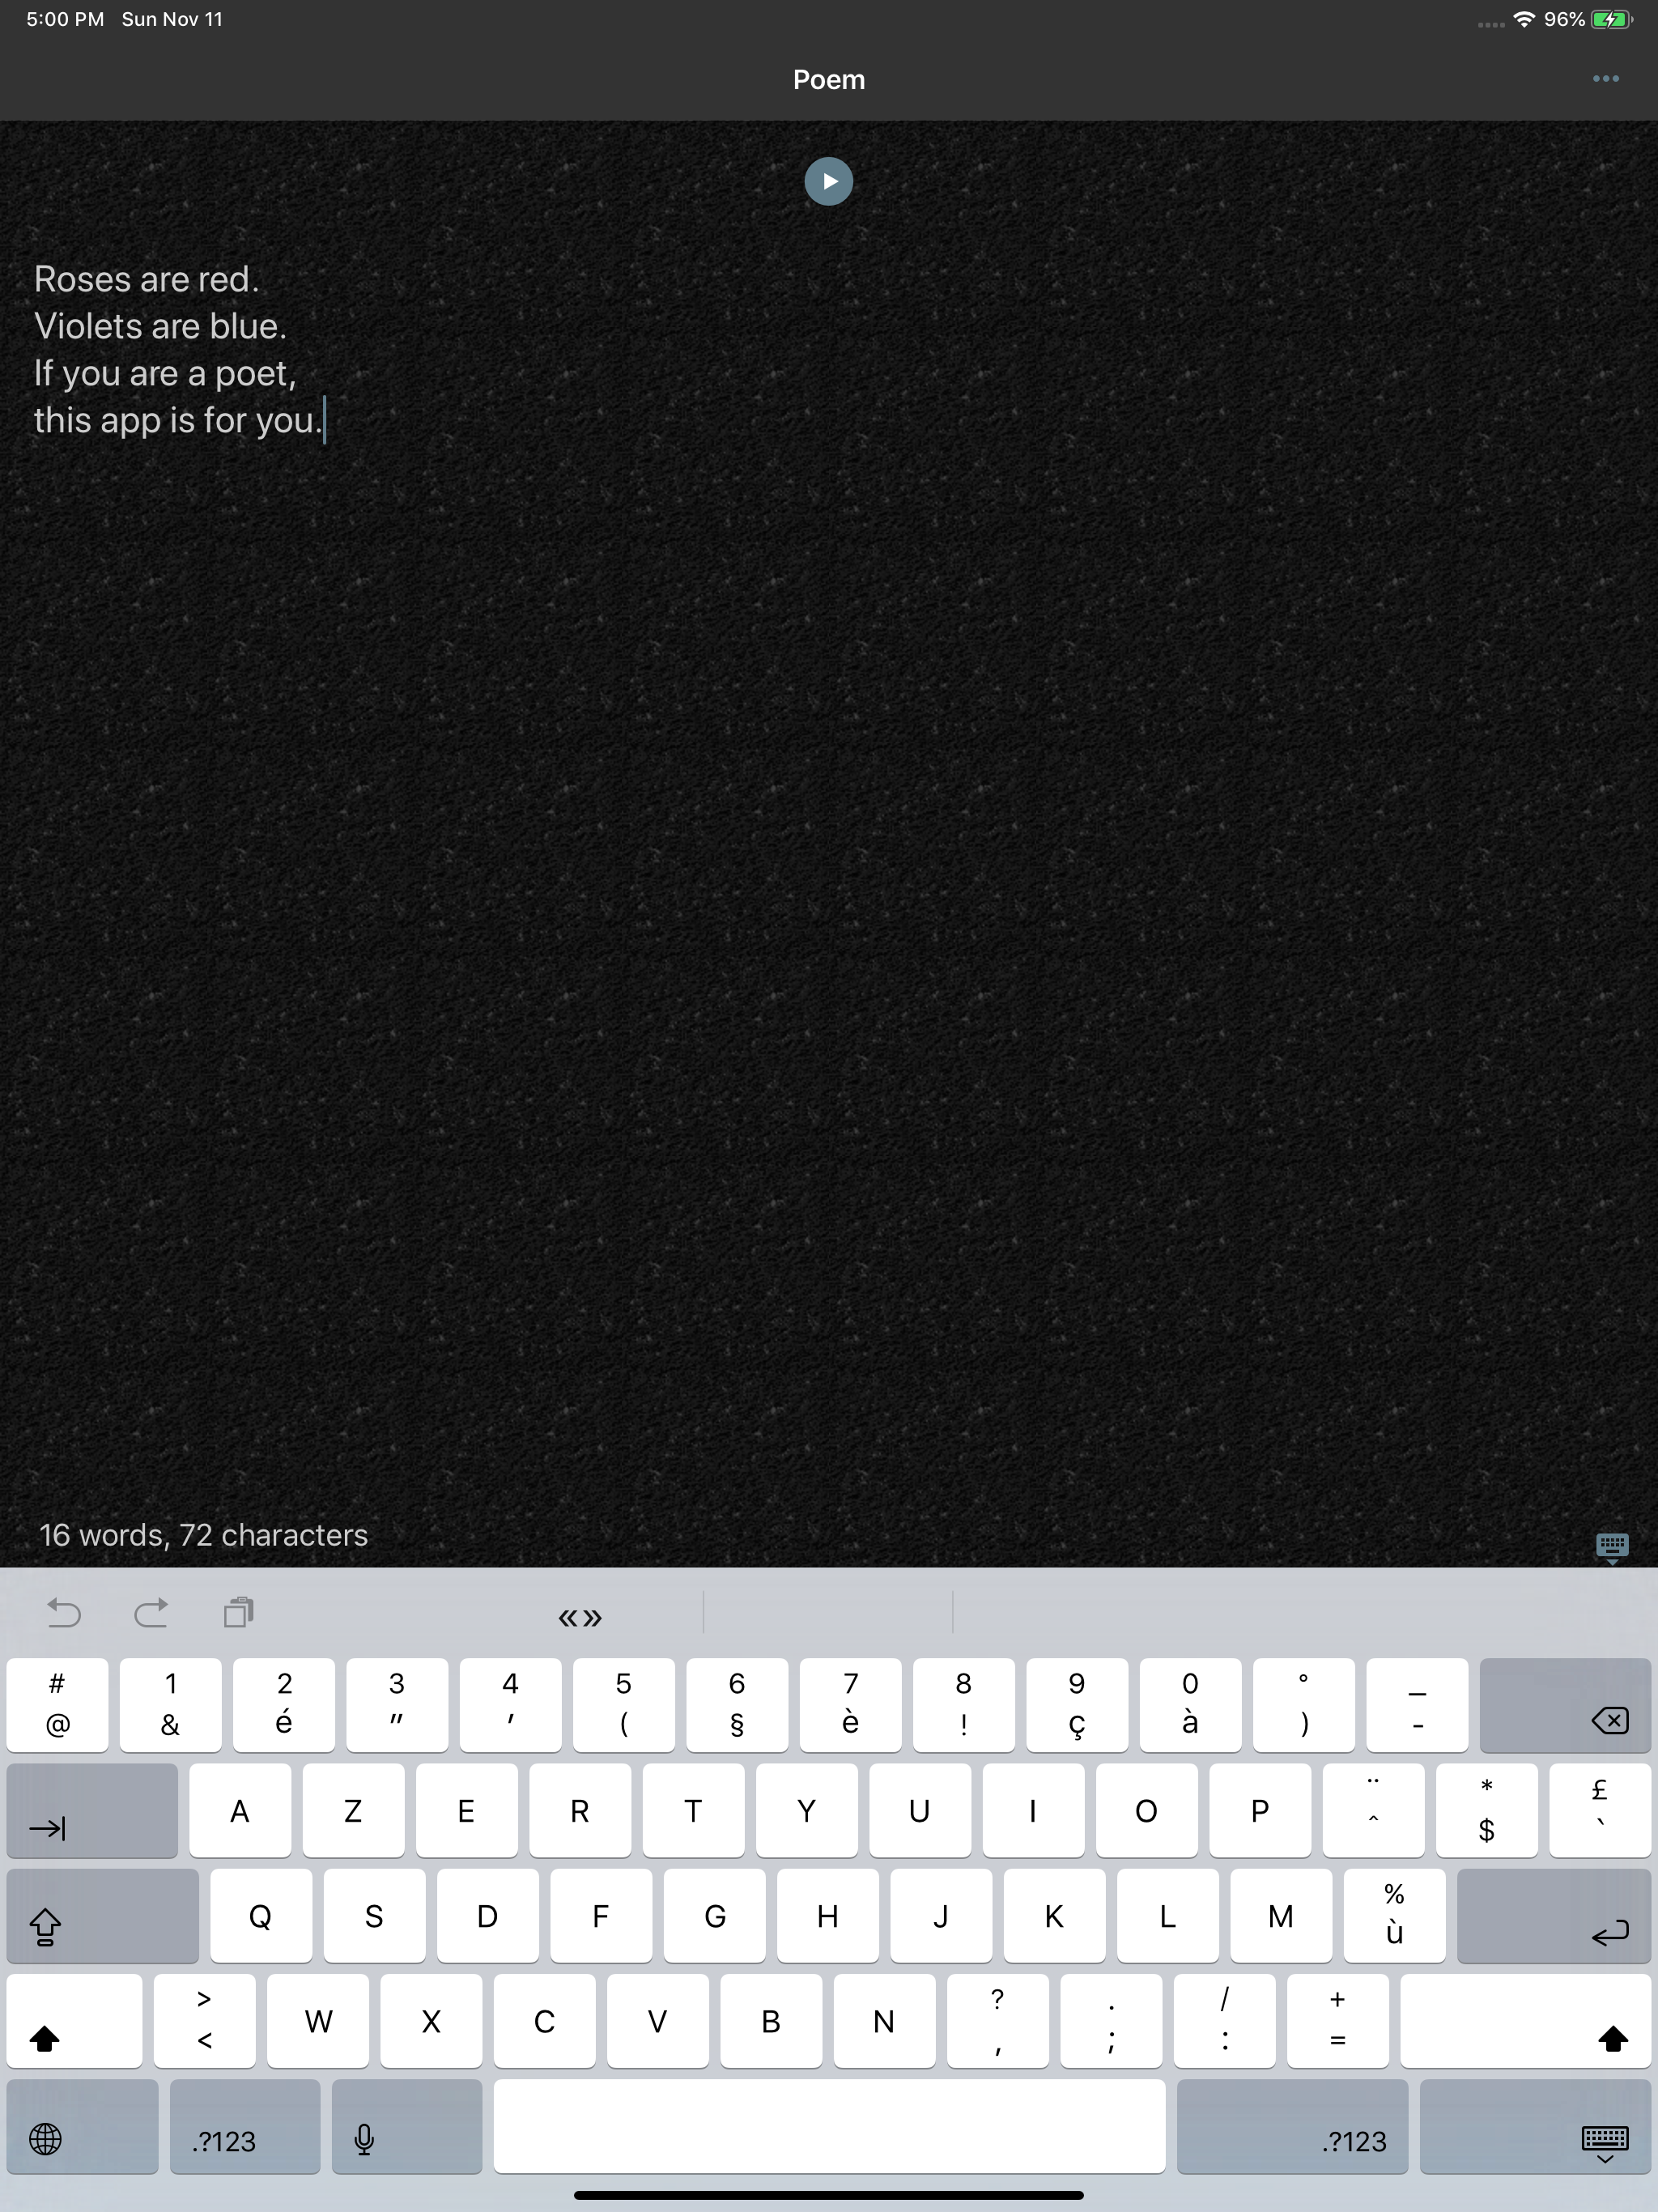 5:00 PM Sun Nov 11 96%
Poem
Roses are red.
Violets are blue.
If you are a poet,
this app is for you.
16 words, 72 characters
«»
# 1 2 3 4 5 6 7 8 9 0 ° _
@ & é " ' ( § è ! ç à ) -
A Z E R T Y U I O P ¨ ^ * $ £ `
Q S D F G H J K L M % ù
> < W X C V B N ? , . ; / : + =
.?123 .?123